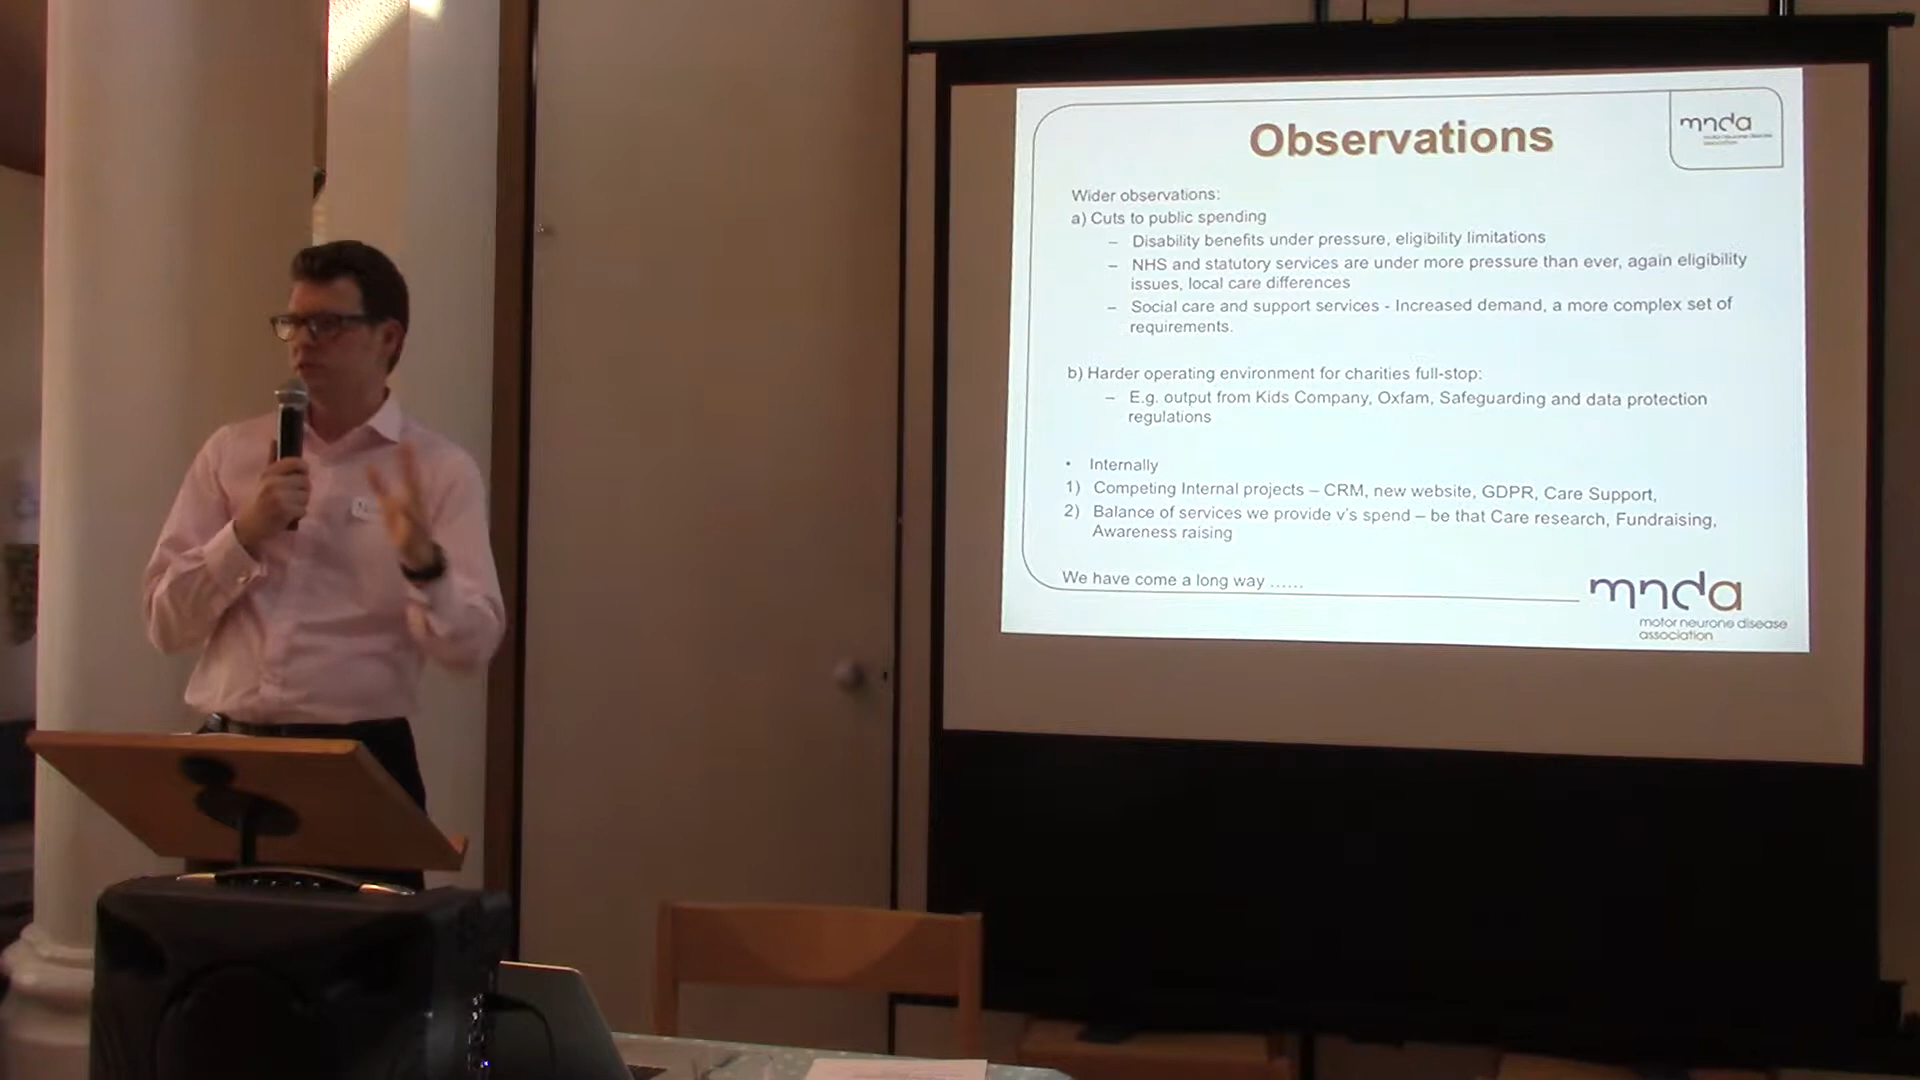 Observations
mnda
Wider observations:
a) Cuts to public spending
– Disability benefits under pressure, eligibility limitations
– NHS and statutory services are under more pressure than ever, again eligibility
issues, local care differences
– Social care and support services - Increased demand, a more complex set of
requirements.
b) Harder operating environment for charities full-stop:
– E.g. output from Kids Company, Oxfam, Safeguarding and data protection
regulations
• Internally
1) Competing Internal projects – CRM, new website, GDPR, Care Support,
2) Balance of services we provide v's spend – be that Care research, Fundraising,
Awareness raising
We have come a long way ......
mnda
motor neurone disease
association